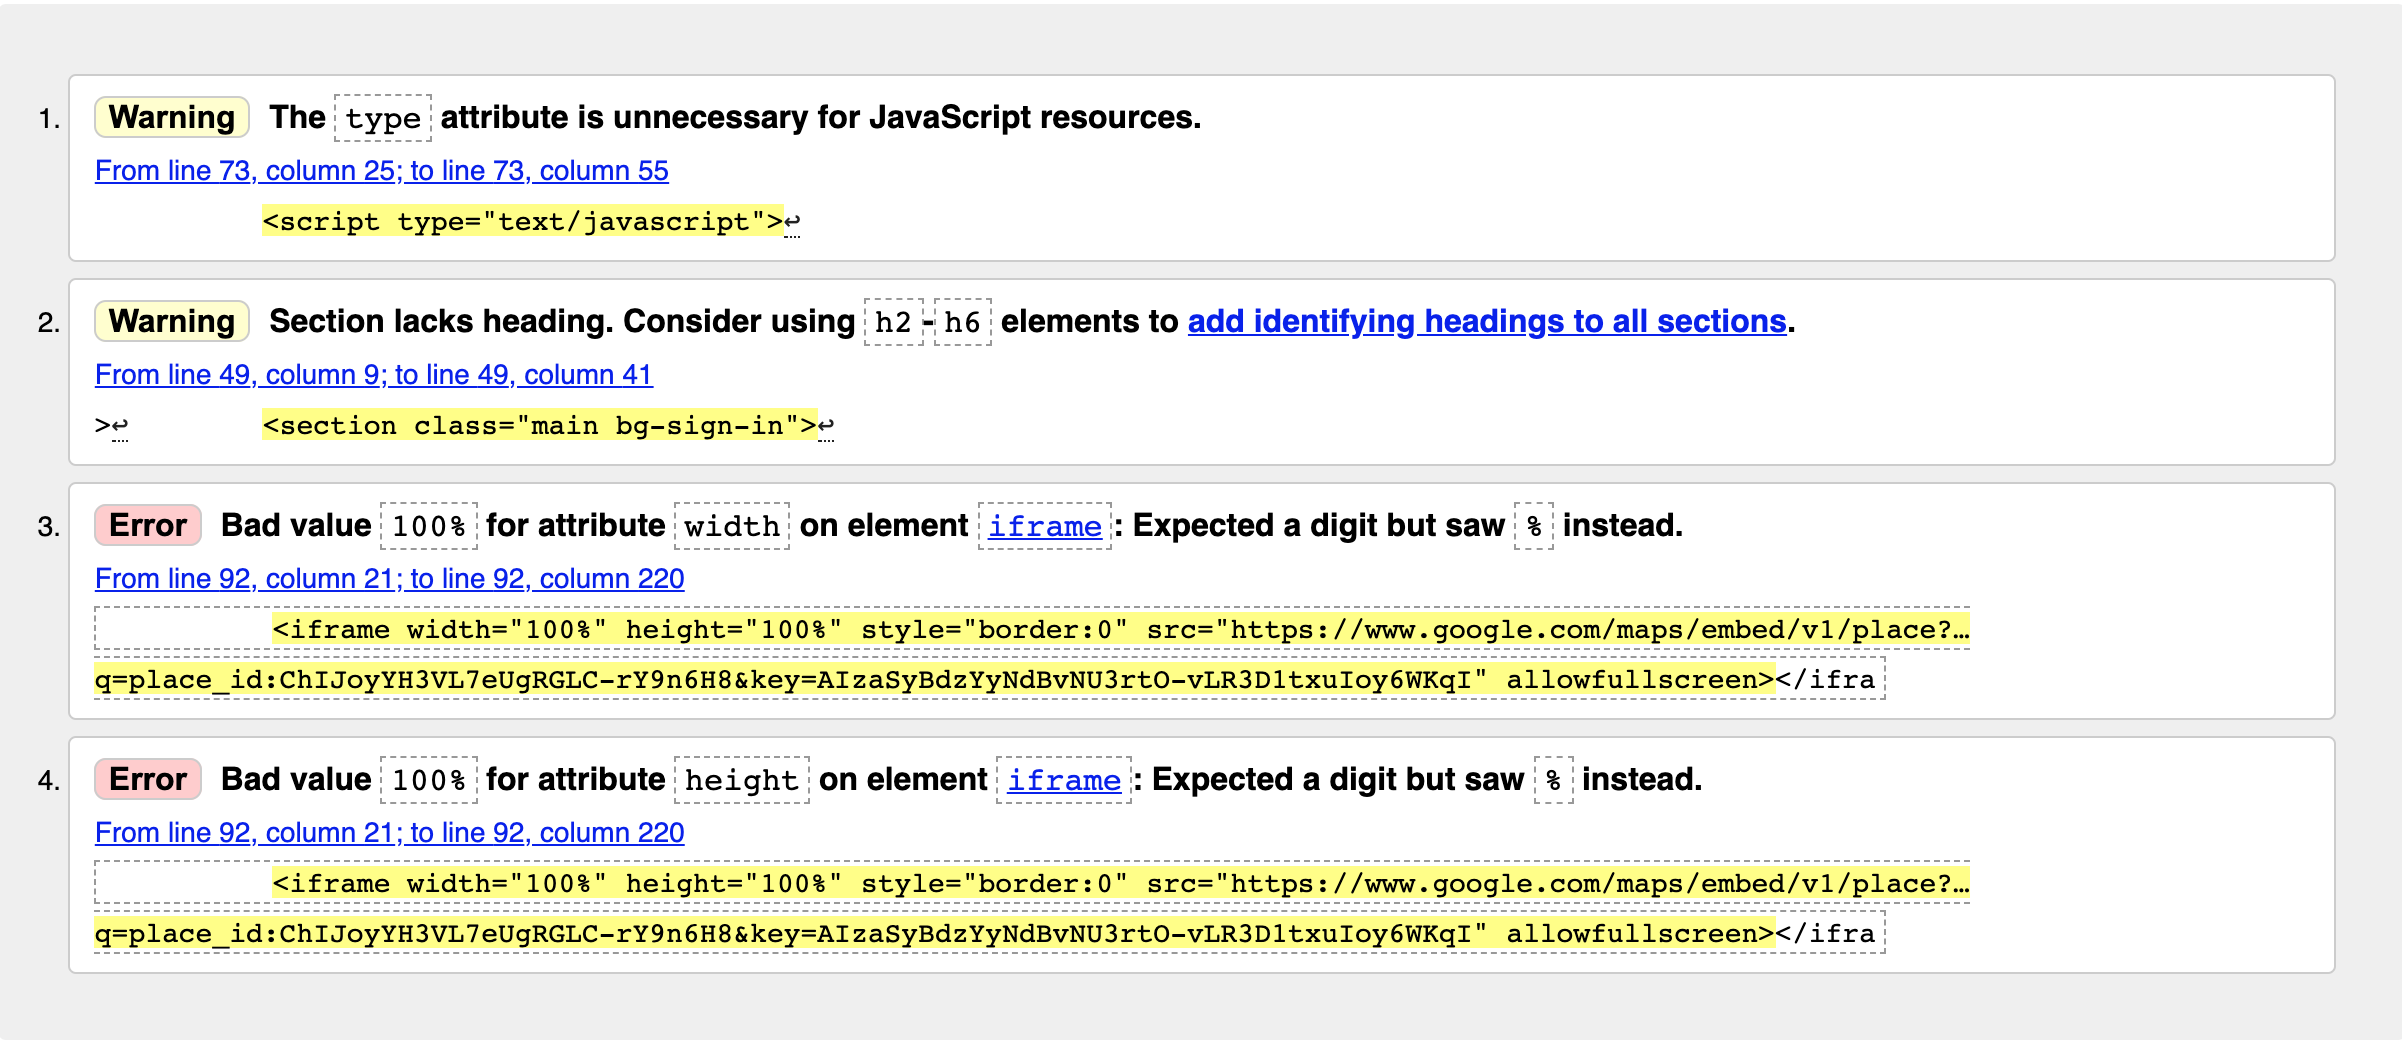 1. Warning The type attribute is unnecessary for JavaScript resources.
From line 73, column 25; to line 73, column 55
<script type="text/javascript">↩
2. Warning Section lacks heading. Consider using h2-h6 elements to add identifying headings to all sections.
From line 49, column 9; to line 49, column 41
>↩ <section class="main bg-sign-in">↩
3. Error Bad value 100% for attribute width on element iframe: Expected a digit but saw % instead.
From line 92, column 21; to line 92, column 220
<iframe width="100%" height="100%" style="border:0" src="https://www.google.com/maps/embed/v1/place?…
q=place_id:ChIJoyYH3VL7eUgRGLC-rY9n6H8&key=AIzaSyBdzYyNdBvNU3rtO-vLR3D1txuIoy6WKqI" allowfullscreen></ifra
4. Error Bad value 100% for attribute height on element iframe: Expected a digit but saw % instead.
From line 92, column 21; to line 92, column 220
<iframe width="100%" height="100%" style="border:0" src="https://www.google.com/maps/embed/v1/place?…
q=place_id:ChIJoyYH3VL7eUgRGLC-rY9n6H8&key=AIzaSyBdzYyNdBvNU3rtO-vLR3D1txuIoy6WKqI" allowfullscreen></ifra